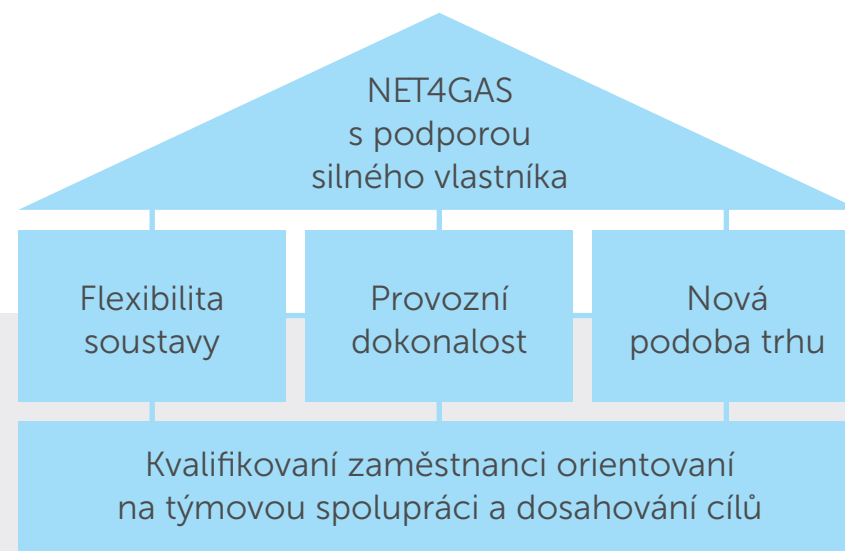 NET4GAS
s podporou
silného vlastníka
Flexibilita
soustavy
Provozní
dokonalost
Nová
podoba trhu
Kvalifikovaní zaměstnanci orientovaní
na týmovou spolupráci a dosahování cílů